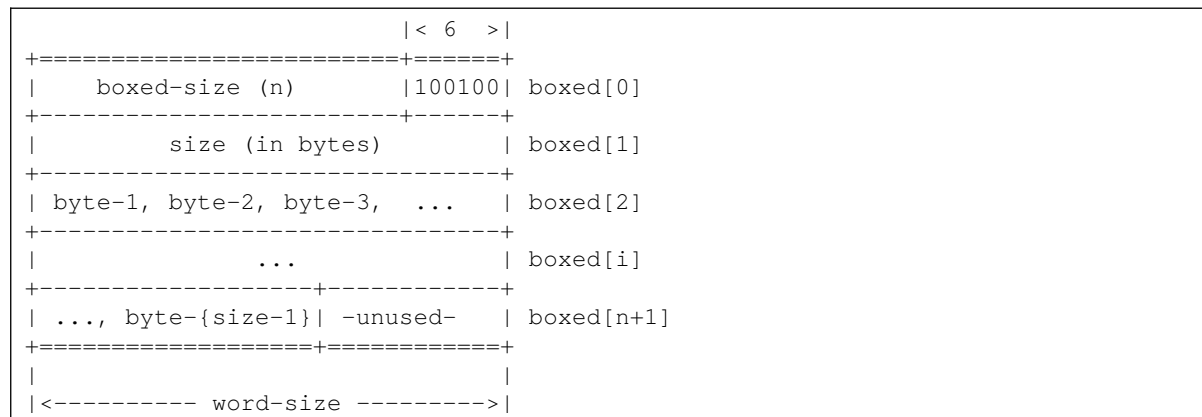 |< 6  >|
+=========================+======+
|    boxed-size (n)       |100100| boxed[0]
+-------------------------+------+
|         size (in bytes)        | boxed[1]
+--------------------------------+
| byte-1, byte-2, byte-3,  ...   | boxed[2]
+--------------------------------+
|               ...              | boxed[i]
+-------------------+------------+
| ..., byte-{size-1}| -unused-   | boxed[n+1]
+===================+============+
|                                |
|<---------- word-size --------->|